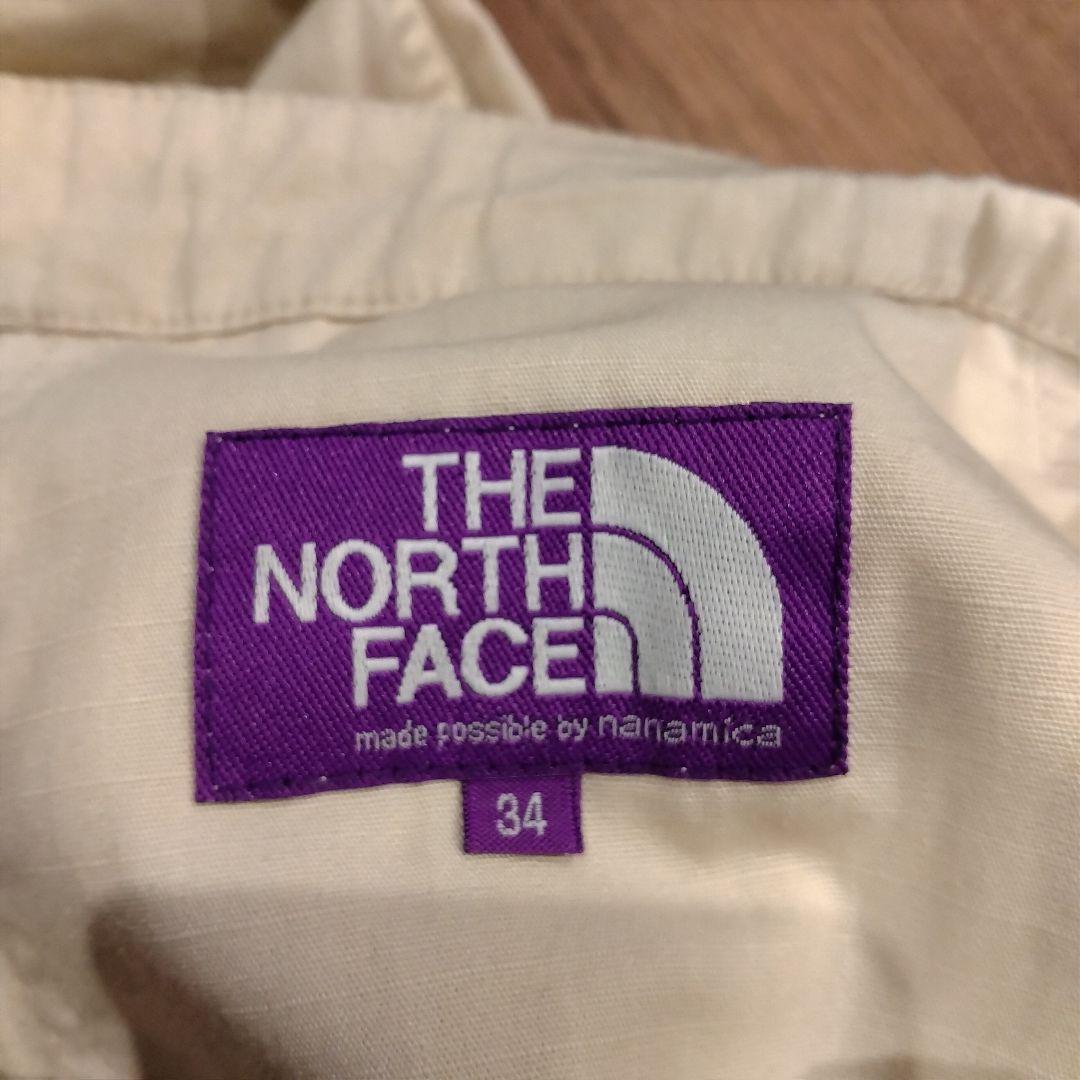 THE
NORTH
FACE
made possible by nanamica
34